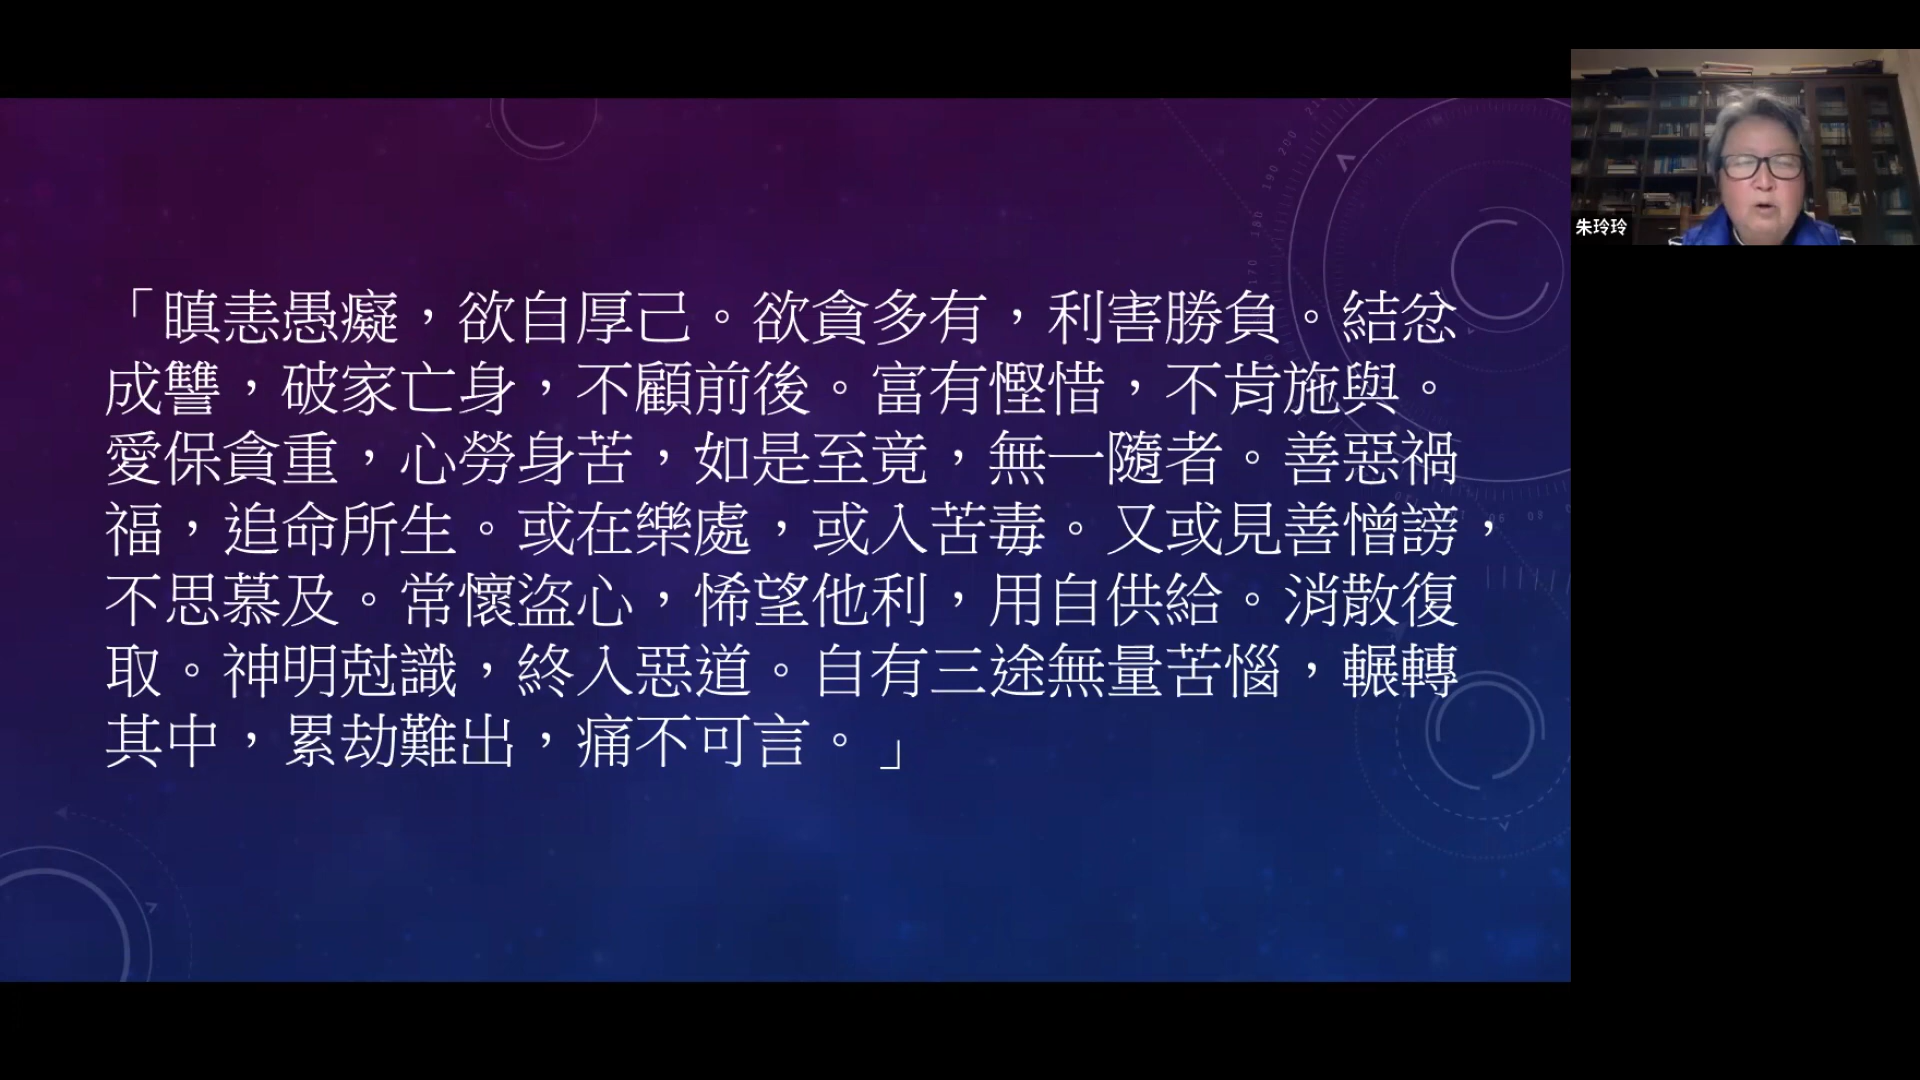 「瞋恚愚癡，欲自厚己。欲貪多有，利害勝負。結忿
成讐，破家亡身，不顧前後。富有慳惜，不肯施與。
愛保貪重，心勞身苦，如是至竟，無一隨者。善惡禍
福，追命所生。或在樂處，或入苦毒。又或見善憎謗，
不思慕及。常懷盜心，悕望他利，用自供給。消散復
取。神明尅識，終入惡道。自有三途無量苦惱，輾轉
其中，累劫難出，痛不可言。」
朱玲玲
210
200
190
180
170